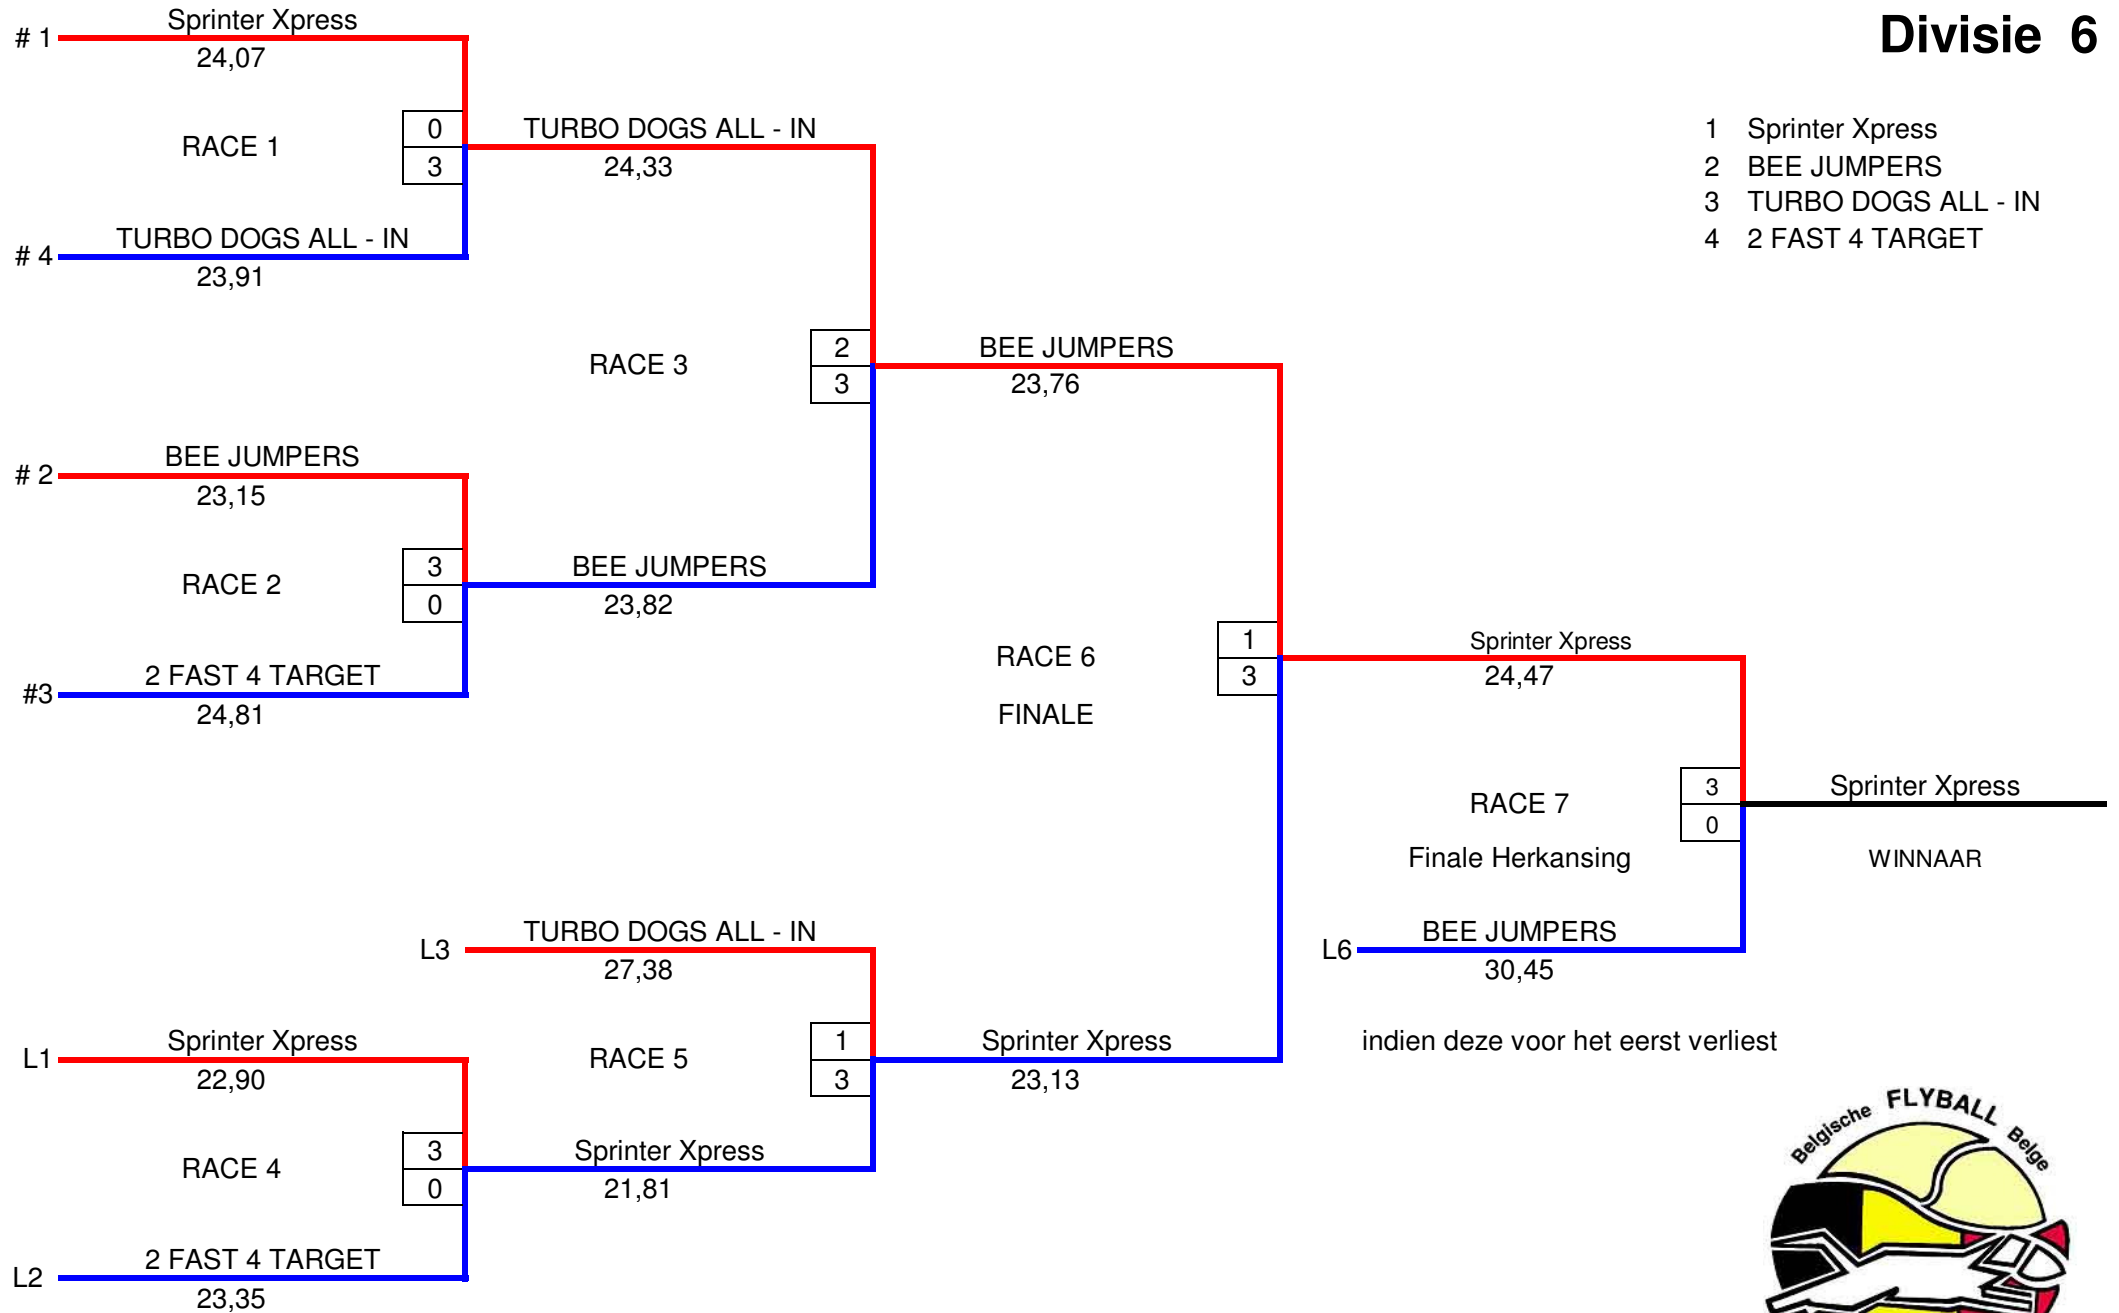 Divisie 6
1 Sprinter Xpress
2 BEE JUMPERS
3 TURBO DOGS ALL - IN
4 2 FAST 4 TARGET
# 1
Sprinter Xpress
24,07
RACE 1
0
3
# 4
TURBO DOGS ALL - IN
23,91
TURBO DOGS ALL - IN
24,33
RACE 3
2
3
# 2
BEE JUMPERS
23,15
RACE 2
3
0
#3
2 FAST 4 TARGET
24,81
BEE JUMPERS
23,82
BEE JUMPERS
23,76
RACE 6
FINALE
1
3
Sprinter Xpress
24,47
RACE 7
Finale Herkansing
3
0
Sprinter Xpress
WINNAAR
L6
BEE JUMPERS
30,45
indien deze voor het eerst verliest
L3
TURBO DOGS ALL - IN
27,38
RACE 5
1
3
Sprinter Xpress
23,13
L1
Sprinter Xpress
22,90
RACE 4
3
0
Sprinter Xpress
21,81
L2
2 FAST 4 TARGET
23,35
Belgische FLYBALL Belge